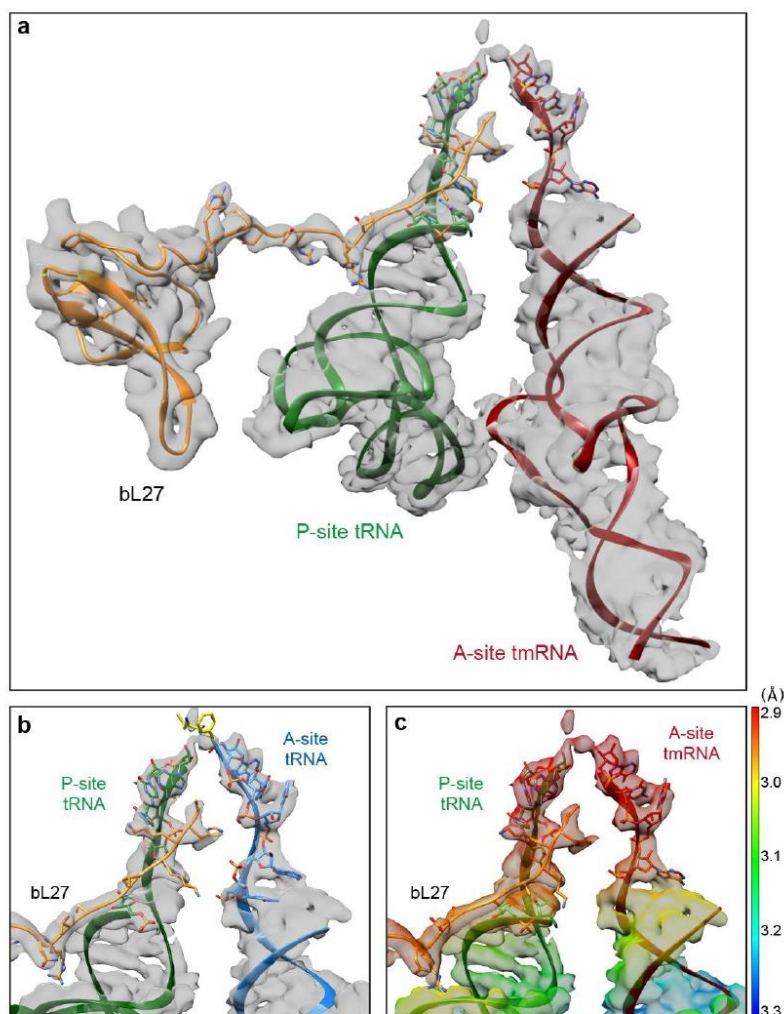 a
bL27
P-site tRNA
A-site tmRNA
b
P-site
tRNA
A-site
tRNA
bL27
c
P-site
tRNA
A-site
tmRNA
bL27
(Å)
2.9
3.0
3.1
3.2
3.3